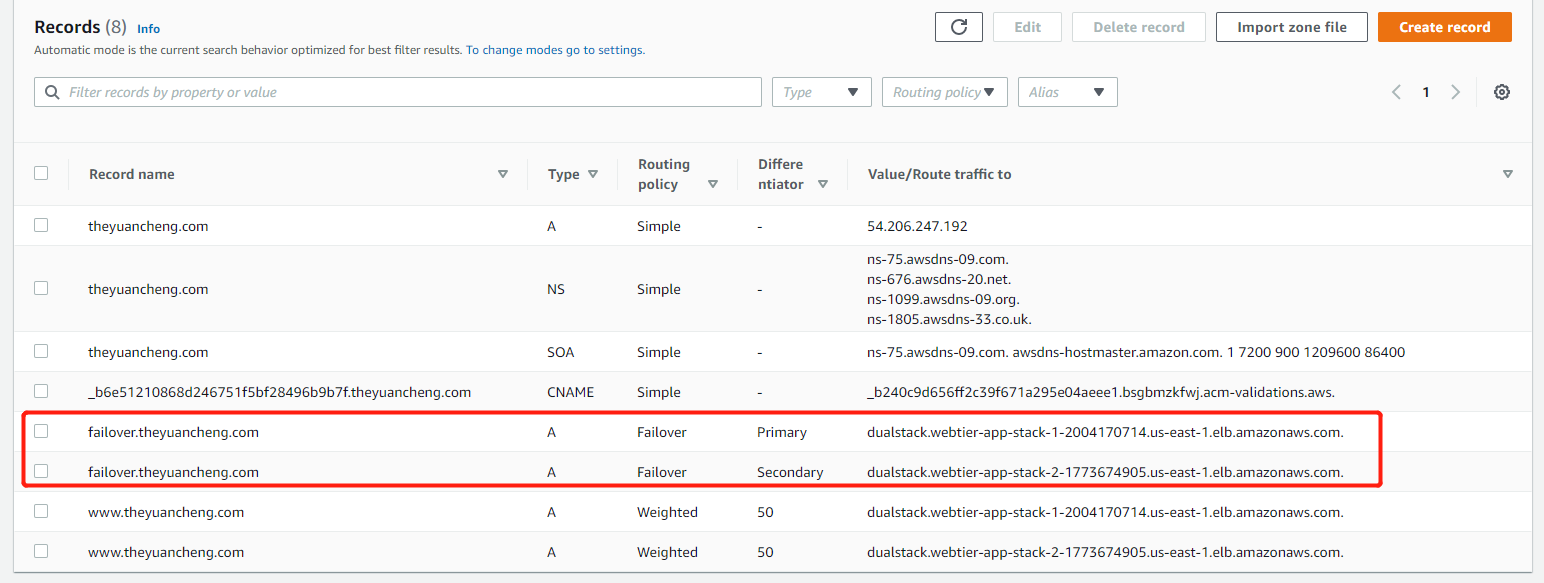 Records (8) Info
Edit
Delete record
Import zone file
Create record
Automatic mode is the current search behavior optimized for best filter results. To change modes go to settings.
Filter records by property or value
Type
Routing policy
Alias
1
Record name
Type
Routing policy
Differentiator
Value/Route traffic to
theyuancheng.com A Simple - 54.206.247.192
theyuancheng.com NS Simple - ns-75.awsdns-09.com.
ns-676.awsdns-20.net.
ns-1099.awsdns-09.org.
ns-1805.awsdns-33.co.uk.
theyuancheng.com SOA Simple - ns-75.awsdns-09.com. awsdns-hostmaster.amazon.com. 1 7200 900 1209600 86400
_b6e51210868d246751f5bf28496b9b7f.theyuancheng.com CNAME Simple - _b240c9d656ff2c39f671a295e04aeee1.bsgbmzkfwj.acm-validations.aws.
failover.theyuancheng.com A Failover Primary dualstack.webtier-app-stack-1-2004170714.us-east-1.elb.amazonaws.com.
failover.theyuancheng.com A Failover Secondary dualstack.webtier-app-stack-2-1773674905.us-east-1.elb.amazonaws.com.
www.theyuancheng.com A Weighted 50 dualstack.webtier-app-stack-1-2004170714.us-east-1.elb.amazonaws.com.
www.theyuancheng.com A Weighted 50 dualstack.webtier-app-stack-2-1773674905.us-east-1.elb.amazonaws.com.